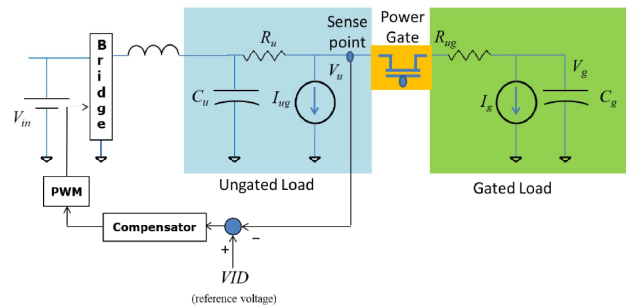 Sense
point
Power
Gate
Bridge
R_u
V_u
R_ug
V_g
V_in
C_u
I_ug
I_g
C_g
Ungated Load
Gated Load
PWM
Compensator
+
−
VID
(reference voltage)